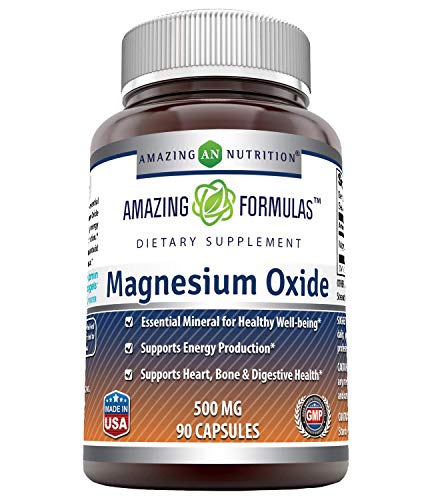 AMAZING AN NUTRITION®
AMAZING FORMULAS™
DIETARY SUPPLEMENT
Magnesium Oxide
Essential Mineral for Healthy Well-being*
Supports Energy Production*
Supports Heart, Bone & Digestive Health*
500 MG
90 CAPSULES
MADE IN
USA
GMP